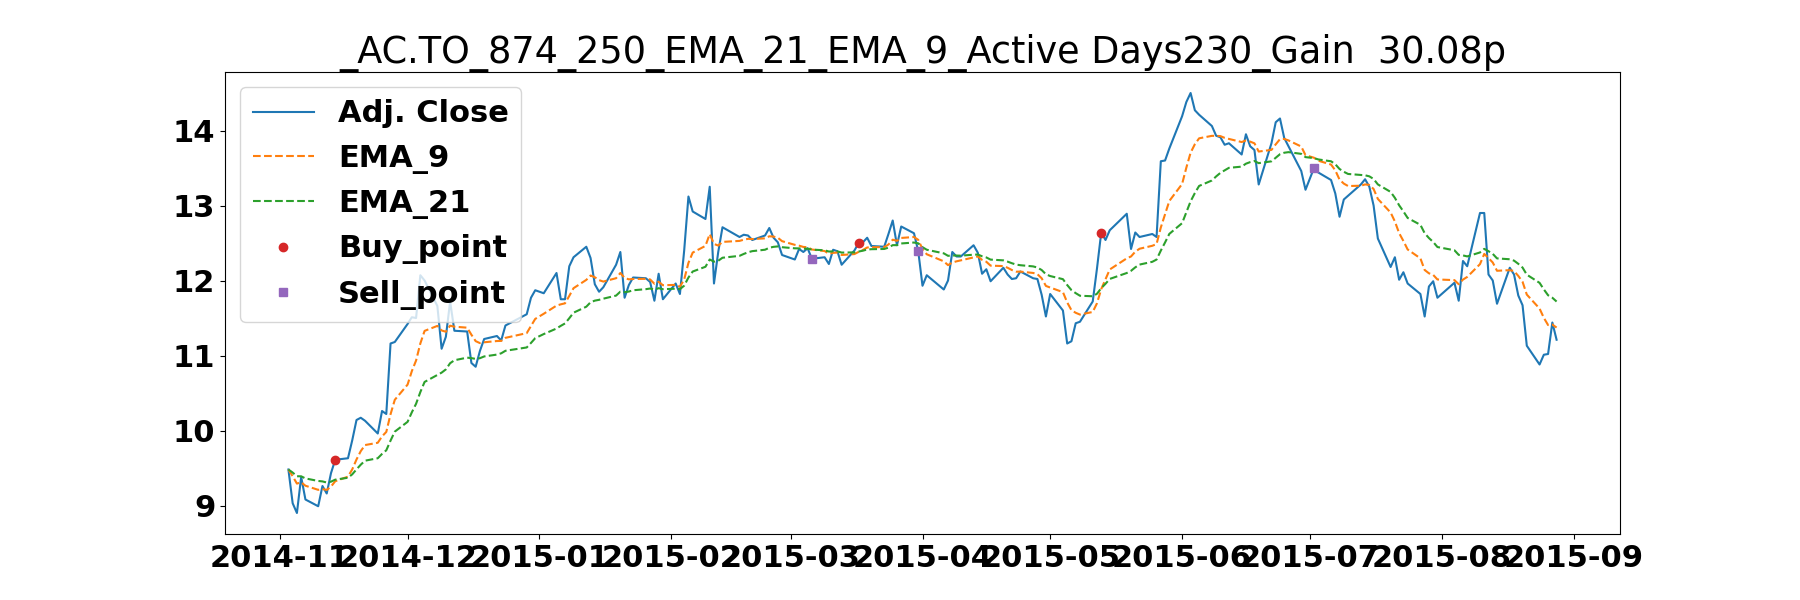 _AC.TO_874_250_EMA_21_EMA_9_Active Days230_Gain  30.08p
Adj. Close
EMA_9
EMA_21
Buy_point
Sell_point
14
13
12
11
10
9
2014-11 2014-12 2015-01 2015-02 2015-03 2015-04 2015-05 2015-06 2015-07 2015-08 2015-09